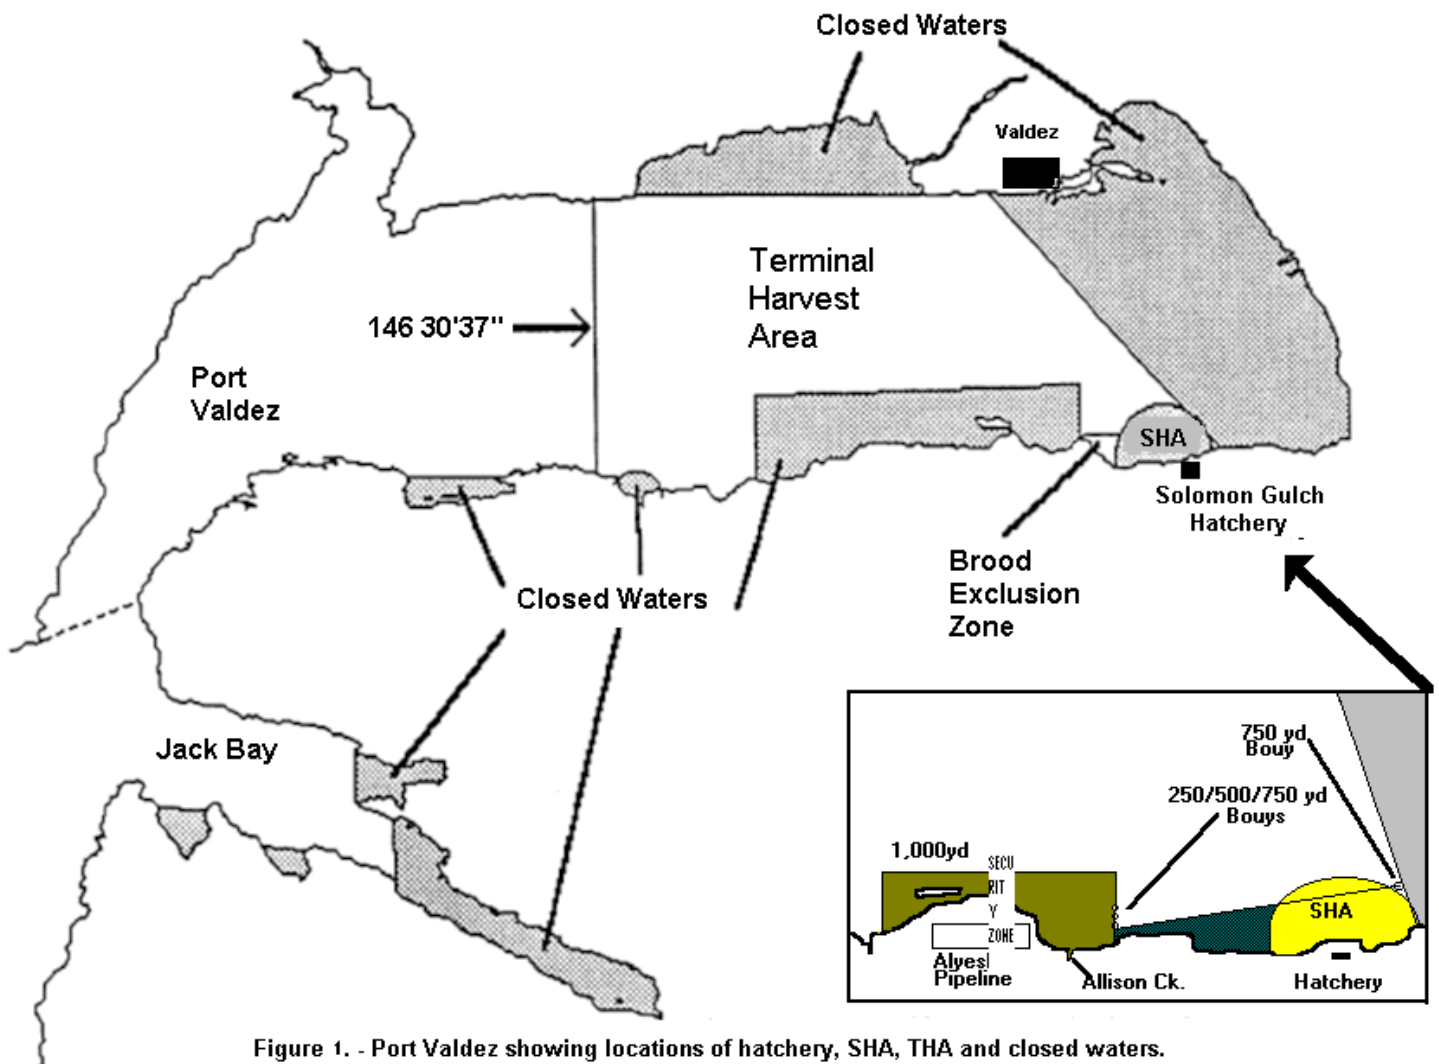 Closed Waters
Valdez
Terminal
Harvest
Area
146 30'37"
Port
Valdez
SHA
Solomon Gulch
Hatchery
Brood
Exclusion
Zone
Closed Waters
Jack Bay
750 yd
Bouy
250/500/750 yd
Bouys
1,000yd
SECU
RIT
Y
ZONE
SHA
Alyes
Pipeline
Allison Ck.
Hatchery
Figure 1. - Port Valdez showing locations of hatchery, SHA, THA and closed waters.